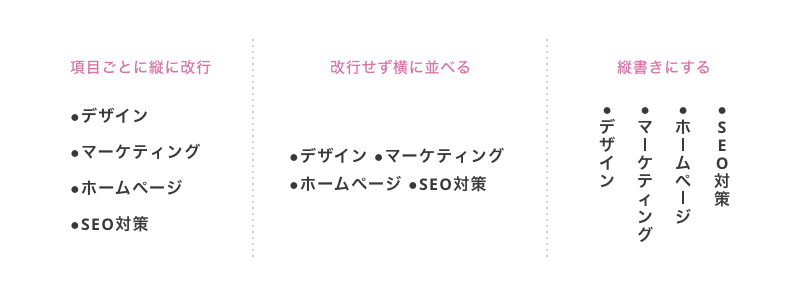 項目ごとに縦に改行
●デザイン
●マーケティング
●ホームページ
●SEO対策
改行せず横に並べる
●デザイン ●マーケティング
●ホームページ ●SEO対策
縦書きにする
●デザイン
●マーケティング
●ホームページ
●SEO対策